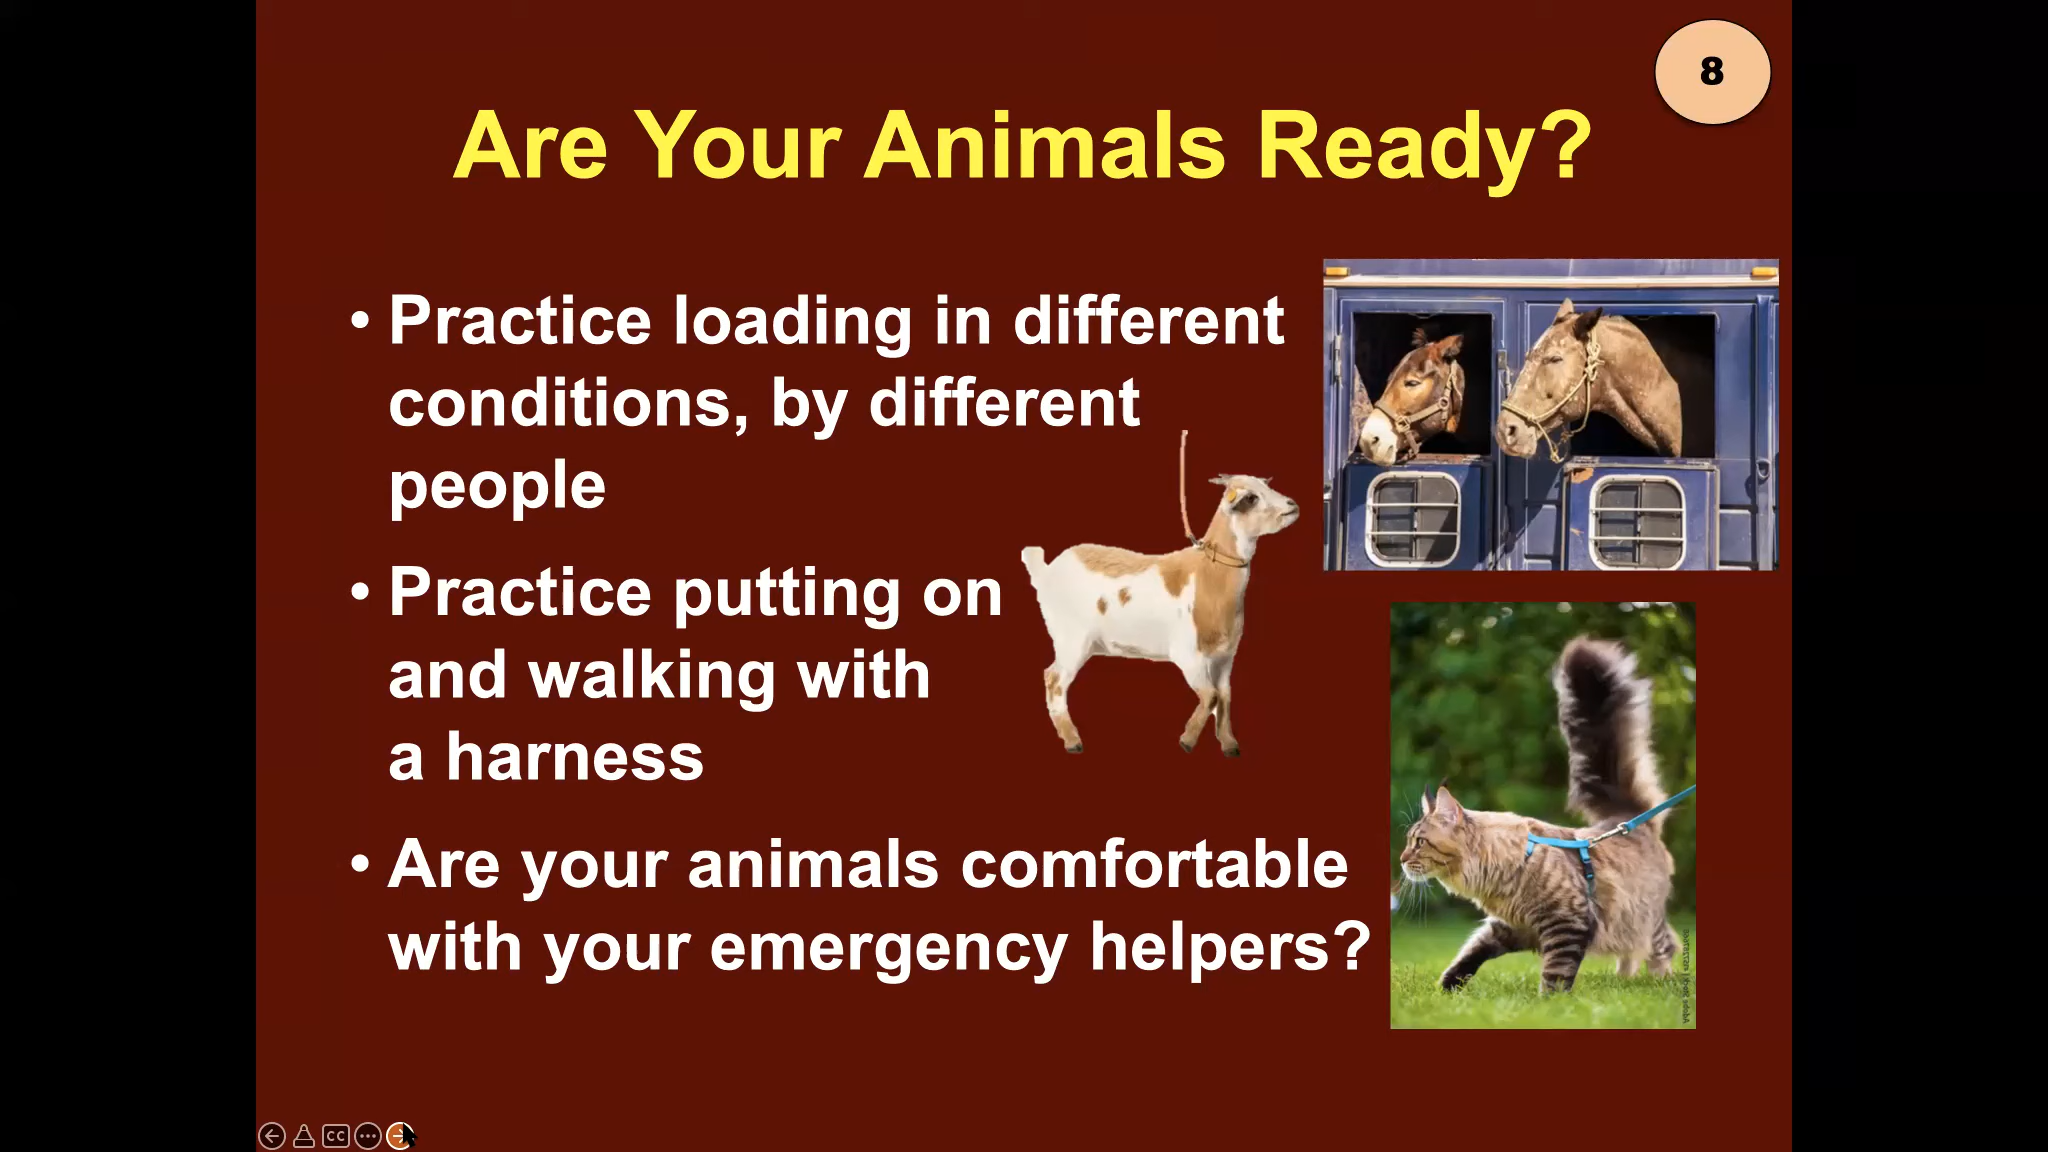 8
Are Your Animals Ready?
• Practice loading in different
conditions, by different
people
• Practice putting on
and walking with
a harness
• Are your animals comfortable
with your emergency helpers?
CC